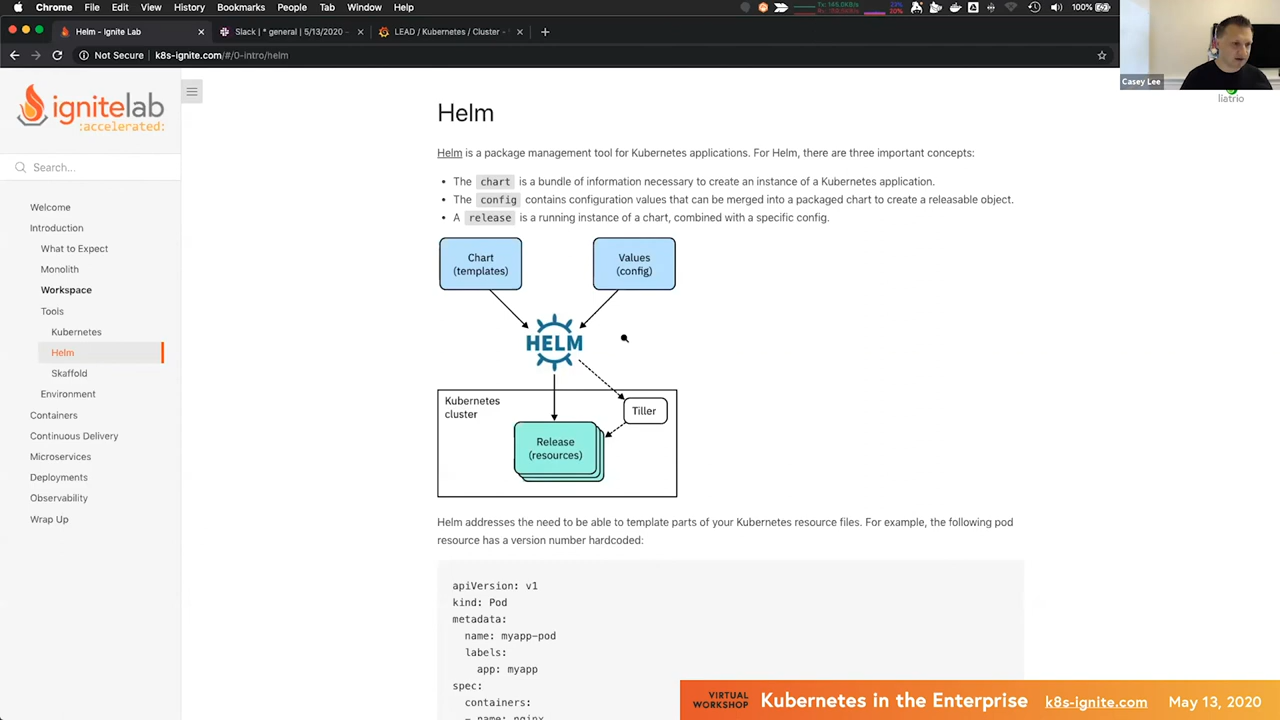 Chrome File Edit View History Bookmarks People Tab Window Help
100%
Helm - Ignite Lab
Slack | * general | 5/13/2020
LEAD / Kubernetes / Cluster -
Not Secure | k8s-ignite.com/#/0-intro/helm
Casey Lee
liatrio
ignitelab
:accelerated:
Search...
Welcome
Introduction
What to Expect
Monolith
Workspace
Tools
Kubernetes
Helm
Skaffold
Environment
Containers
Continuous Delivery
Microservices
Deployments
Observability
Wrap Up
Helm
Helm is a package management tool for Kubernetes applications. For Helm, there are three important concepts:
• The chart is a bundle of information necessary to create an instance of a Kubernetes application.
• The config contains configuration values that can be merged into a packaged chart to create a releasable object.
• A release is a running instance of a chart, combined with a specific config.
Chart
(templates)
Values
(config)
HELM
Kubernetes
cluster
Tiller
Release
(resources)
Helm addresses the need to be able to template parts of your Kubernetes resource files. For example, the following pod
resource has a version number hardcoded:
apiVersion: v1
kind: Pod
metadata:
name: myapp-pod
labels:
app: myapp
spec:
containers:
- name: nginx
VIRTUAL
WORKSHOP
Kubernetes in the Enterprise k8s-ignite.com May 13, 2020